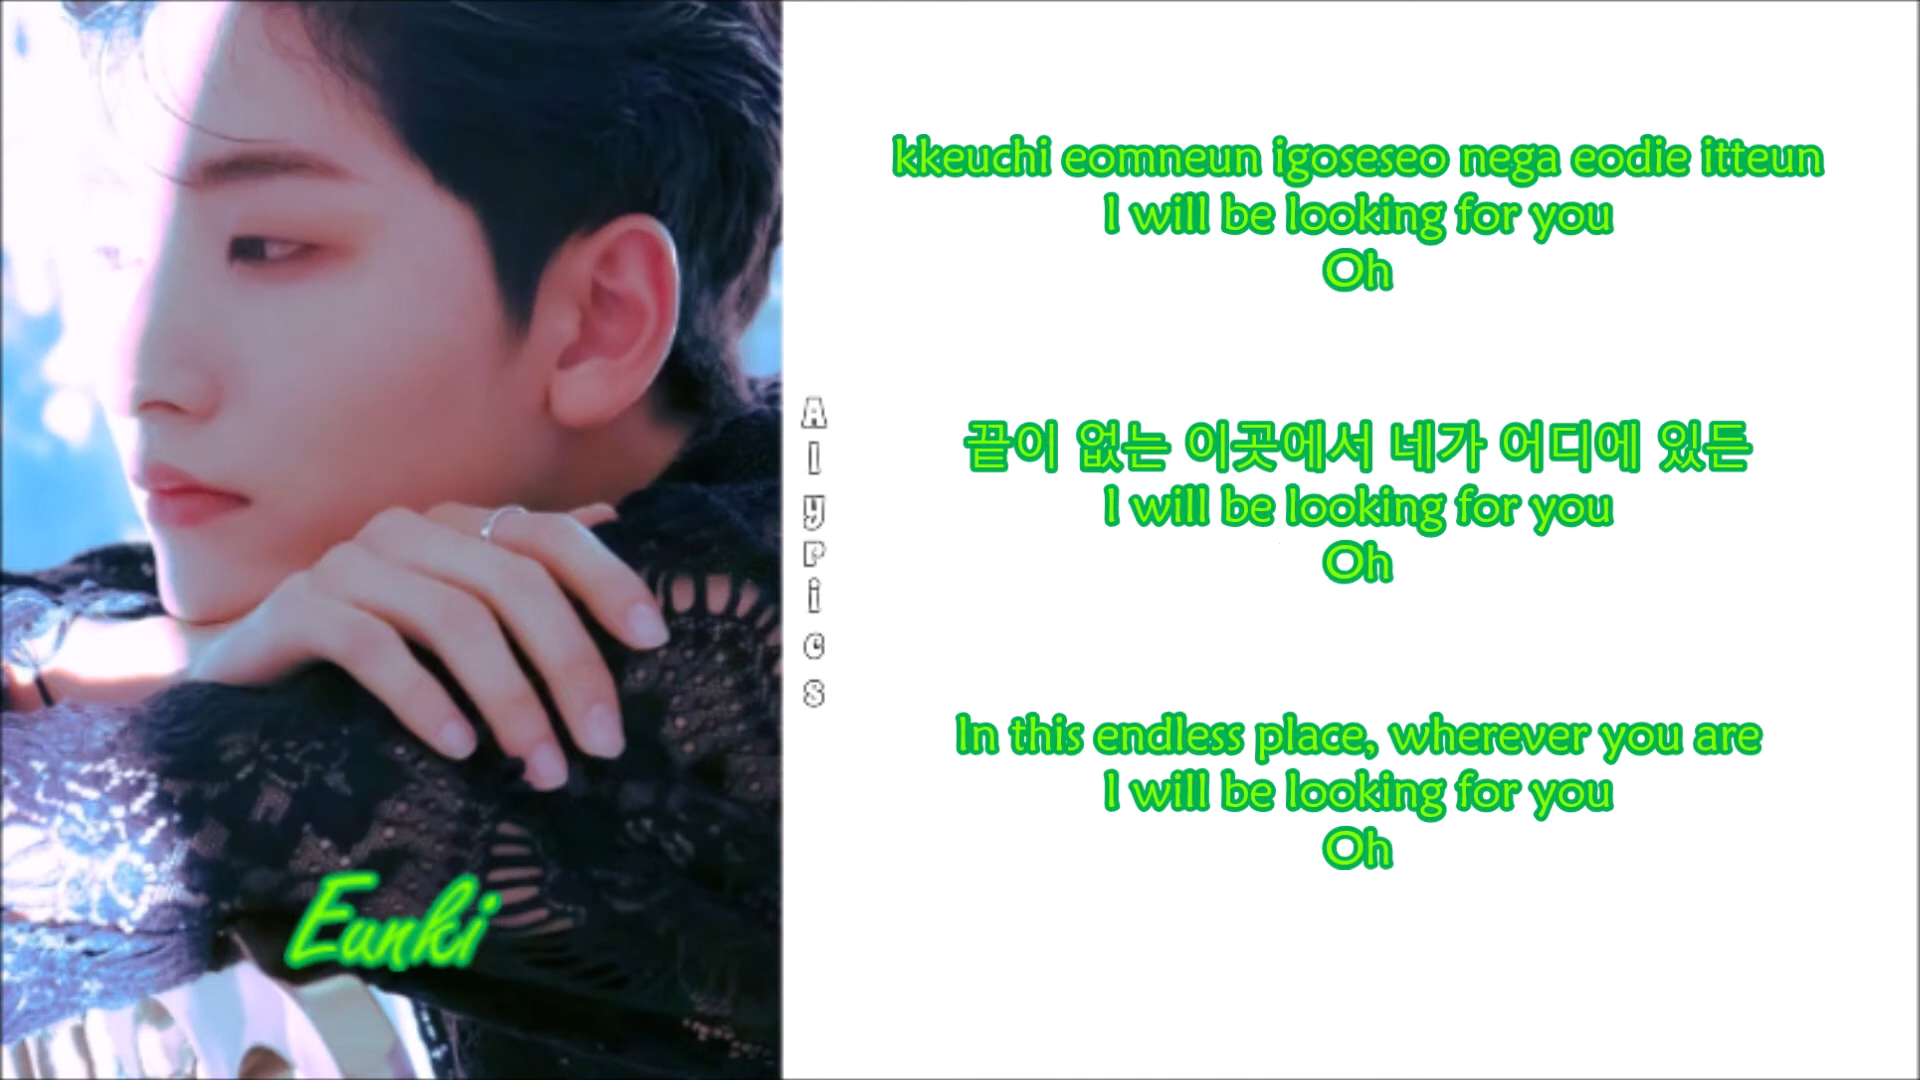 kkeuchi eomneun igoseseo nega eodie itteun
I will be looking for you
Oh
끝이 없는 이곳에서 네가 어디에 있든
I will be looking for you
Oh
In this endless place, wherever you are
I will be looking for you
Oh
AlyPics
Eunki